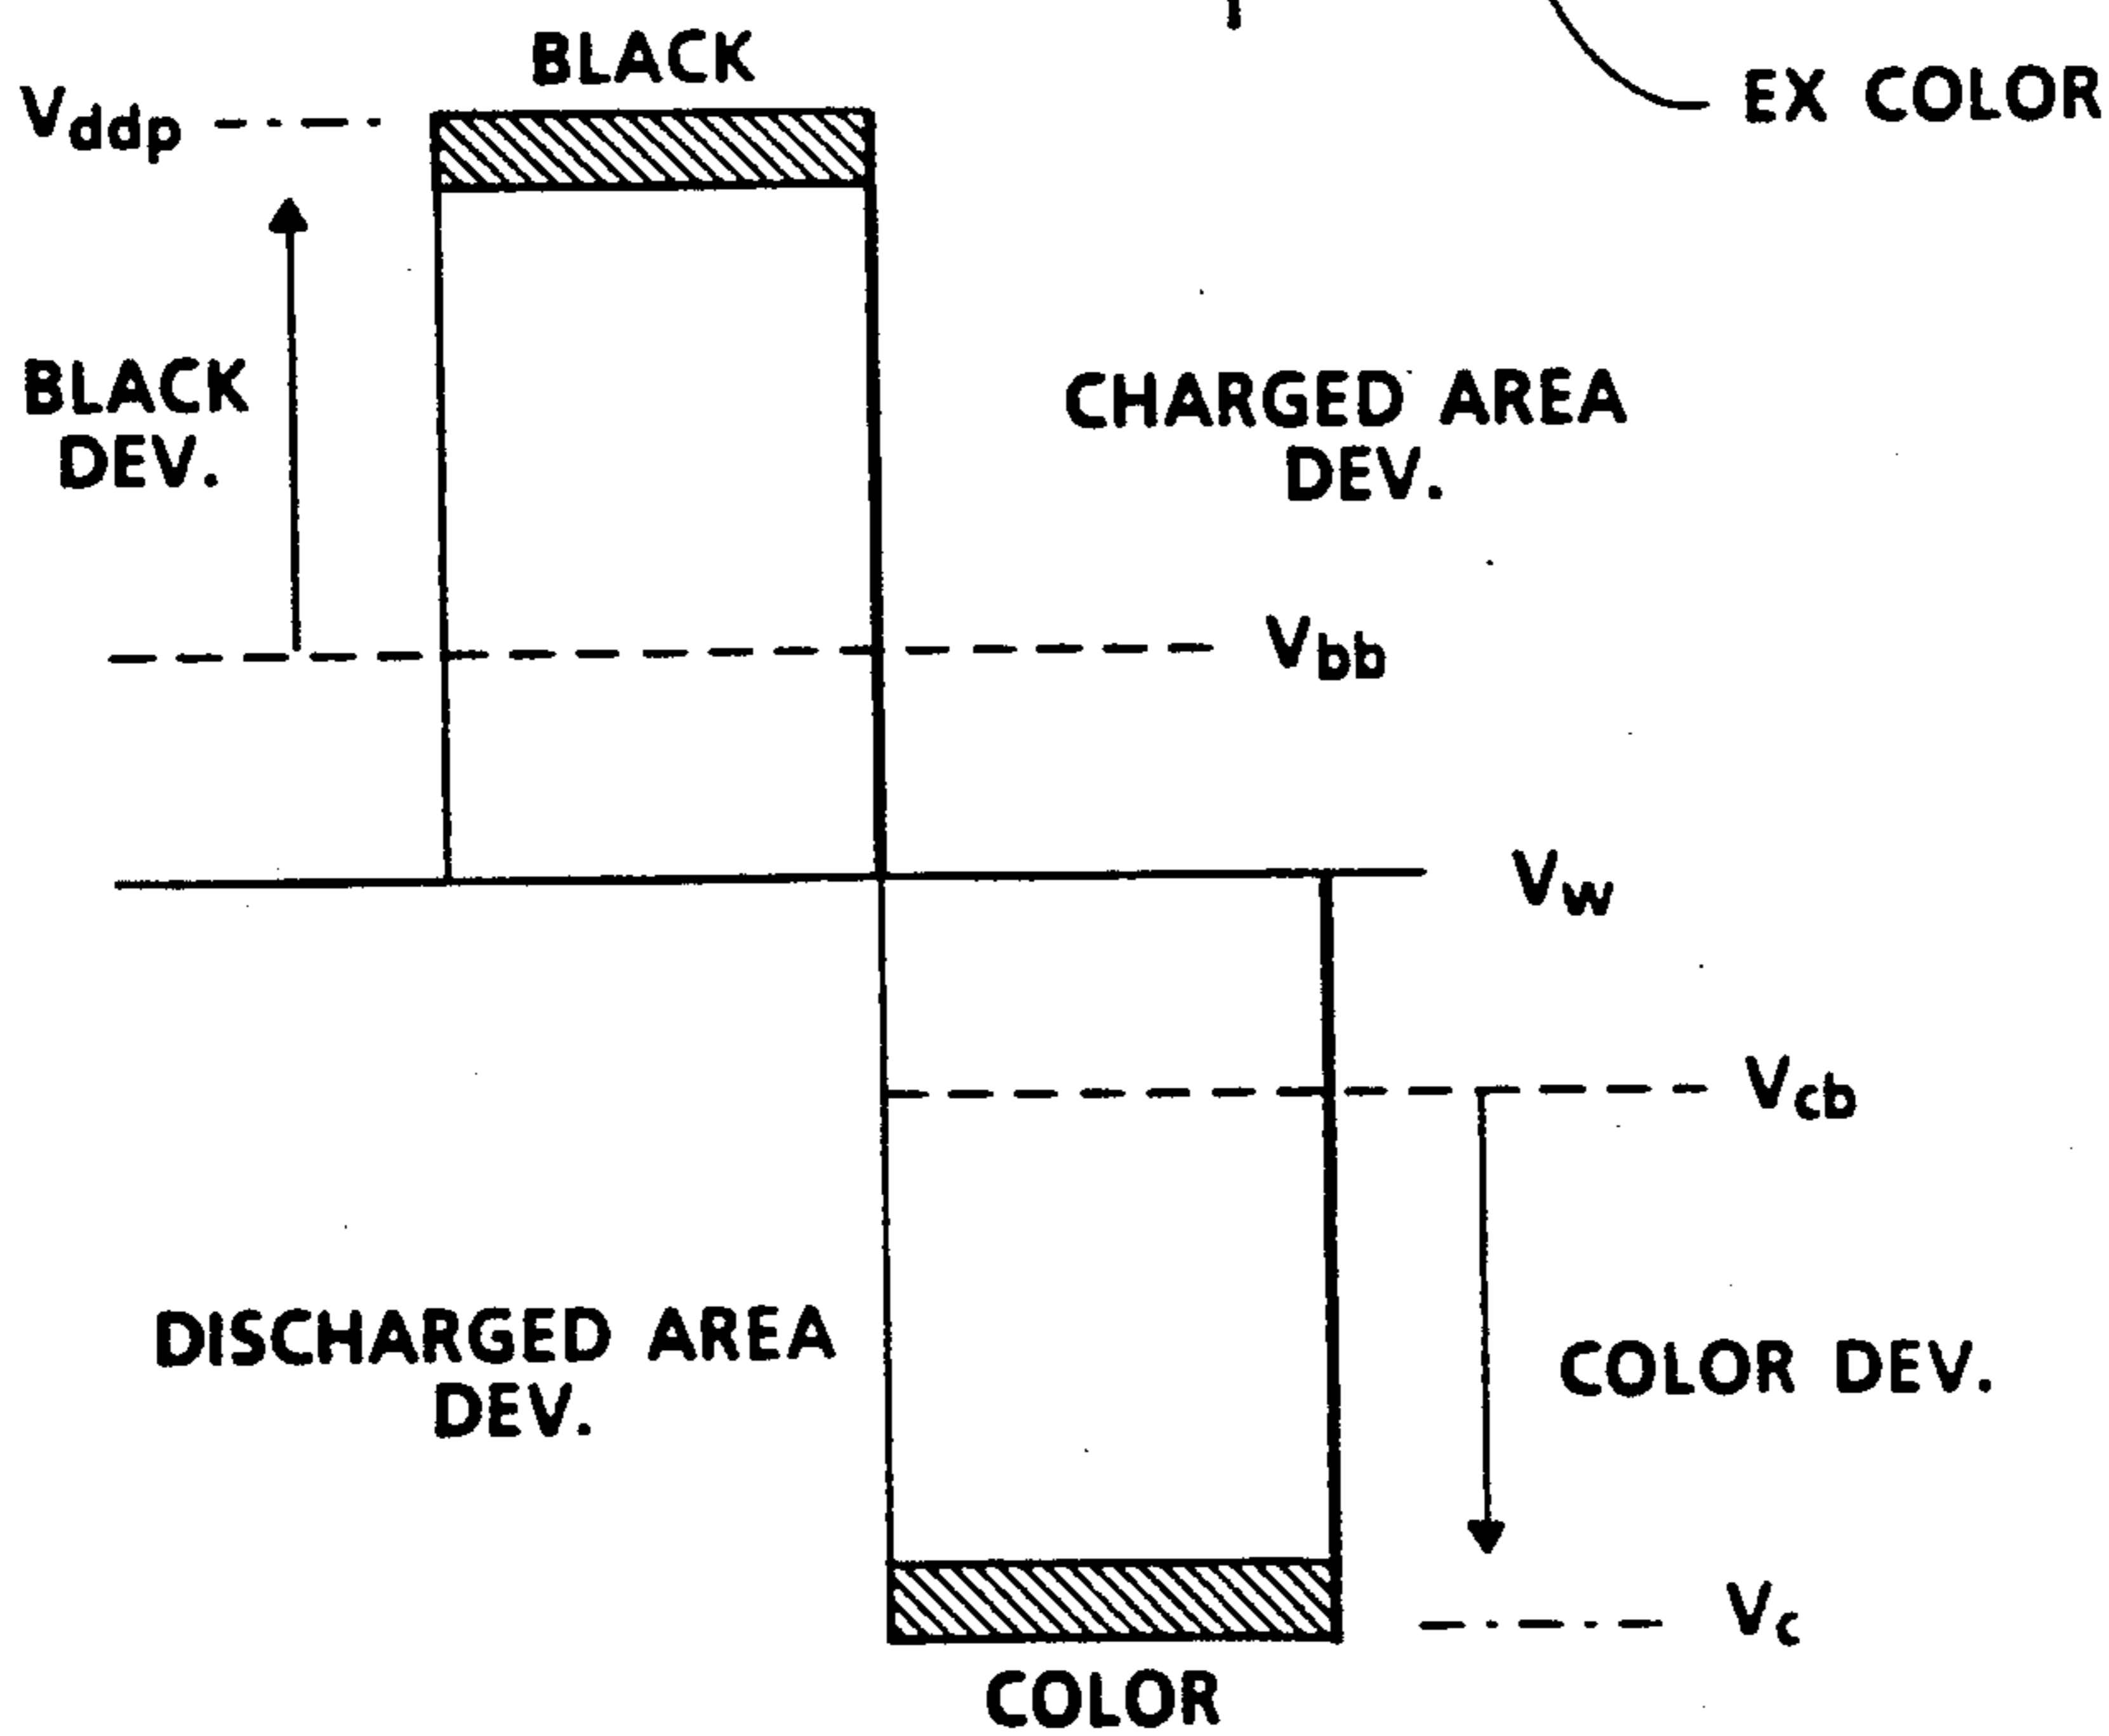 BLACK
EX COLOR
Vddp
BLACK
DEV.
CHARGED AREA
DEV.
Vbb
Vw
Vcb
DISCHARGED AREA
DEV.
COLOR DEV.
Vc
COLOR